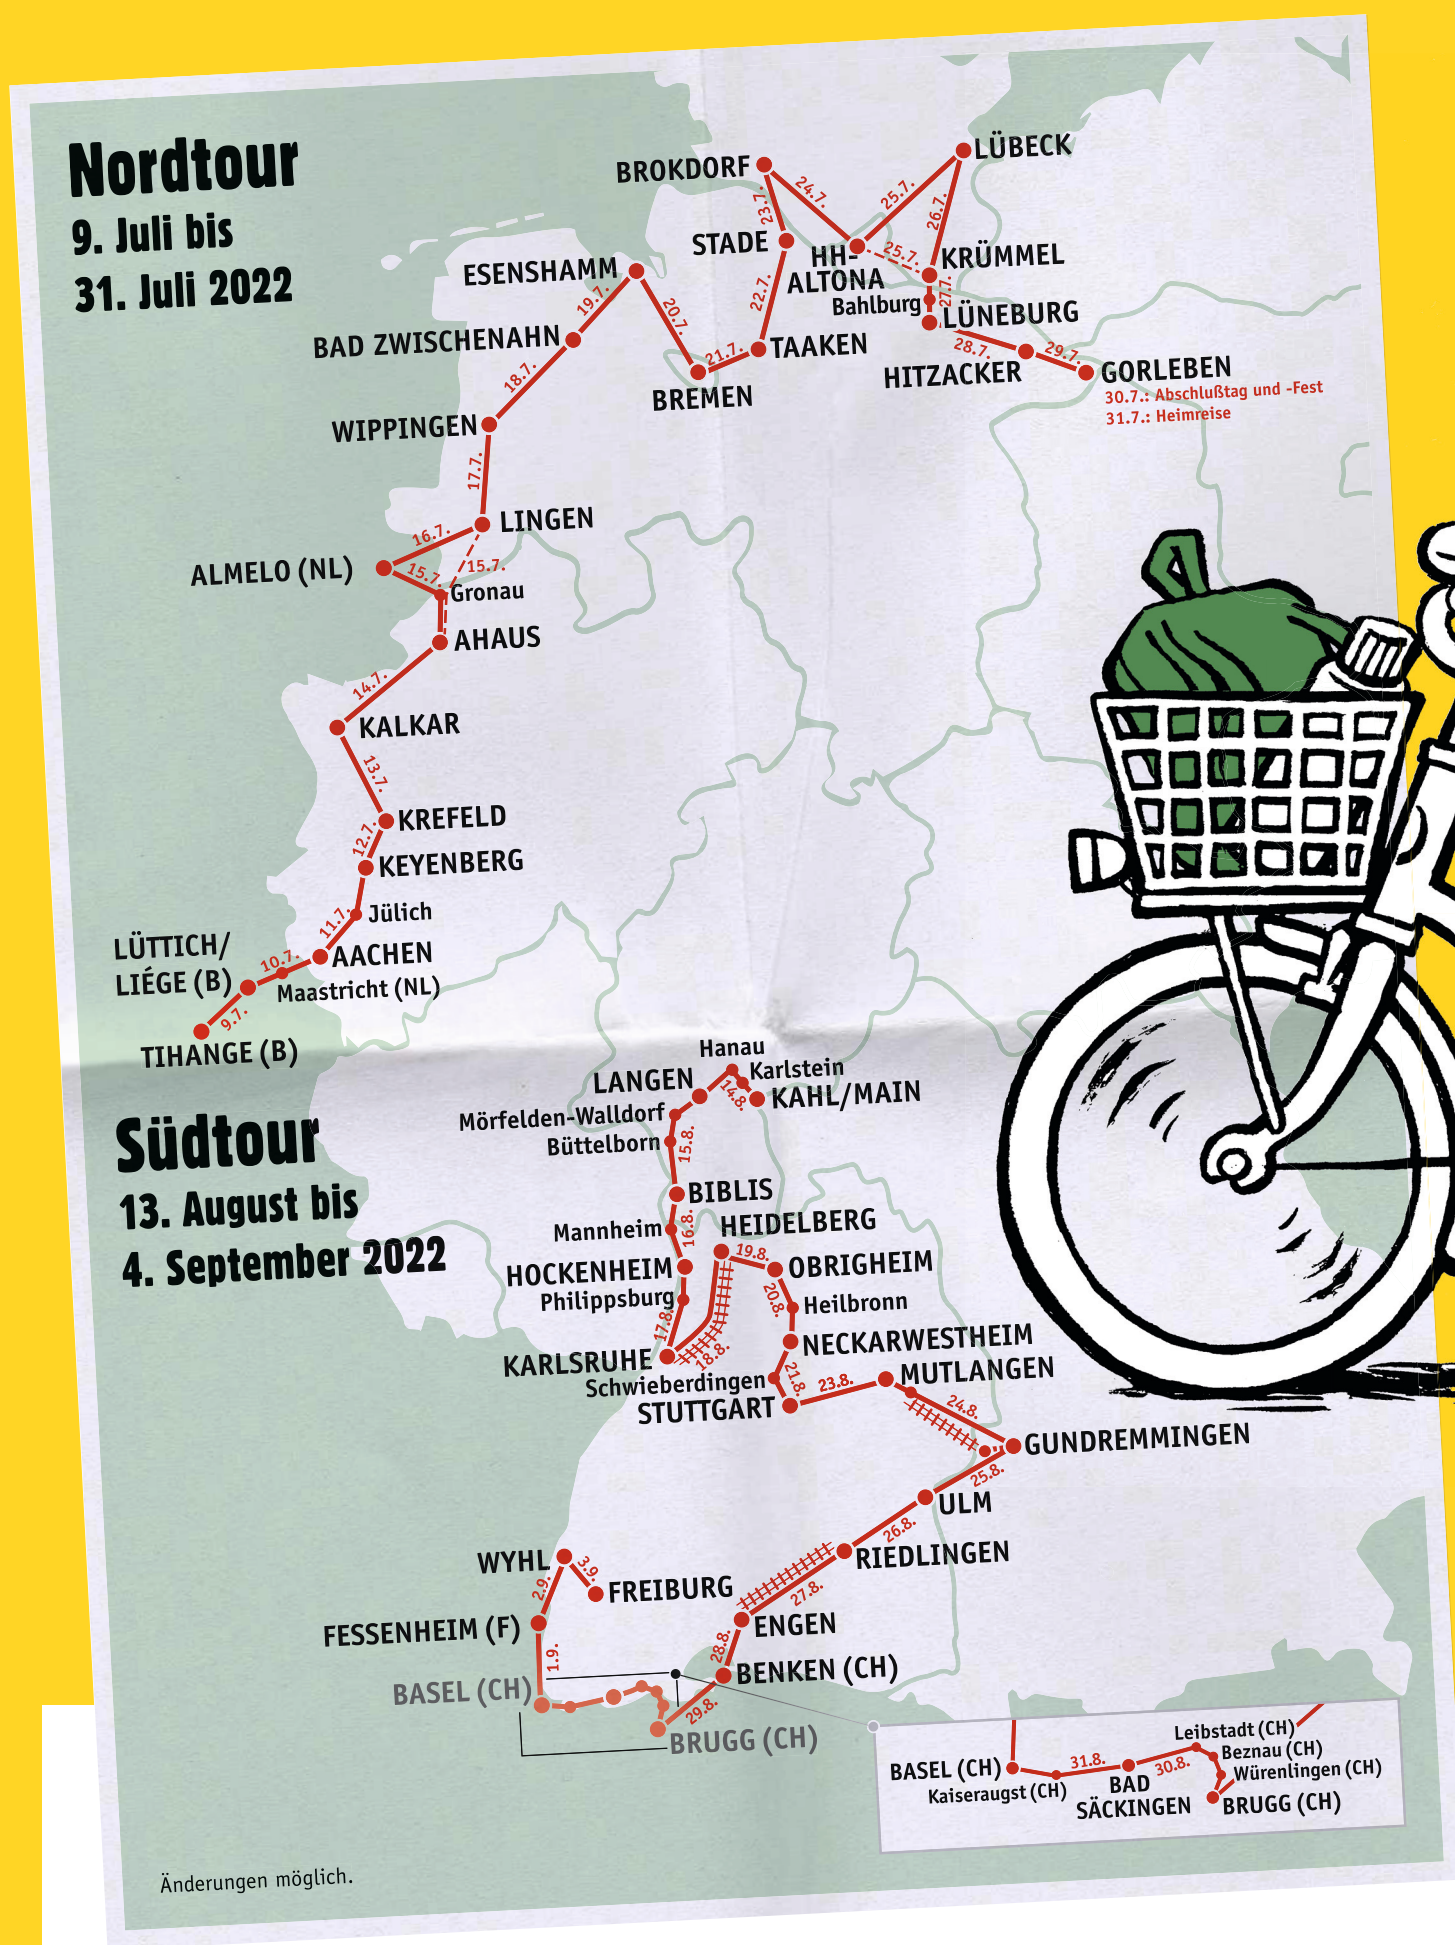 Nordtour
9. Juli bis
31. Juli 2022
BROKDORF
LÜBECK
24.7.
25.7.
23.7.
26.7.
STADE
HH-
ALTONA
25.7.
KRÜMMEL
ESENSHAMM
22.7.
27.7.
Bahlburg
LÜNEBURG
19.7.
20.7.
BAD ZWISCHENAHN
21.7.
TAAKEN
28.7.
29.7.
HITZACKER
GORLEBEN
30.7.: Abschlußtag und -Fest
31.7.: Heimreise
18.7.
BREMEN
WIPPINGEN
17.7.
LINGEN
16.7.
ALMELO (NL)
15.7.
15.7.
Gronau
AHAUS
14.7.
KALKAR
13.7.
KREFELD
12.7.
KEYENBERG
Jülich
11.7.
LÜTTICH/
LIÉGE (B)
10.7.
AACHEN
Maastricht (NL)
9.7.
TIHANGE (B)
Südtour
13. August bis
4. September 2022
Hanau
Karlstein
LANGEN
14.8.
KAHL/MAIN
Mörfelden-Walldorf
Büttelborn
15.8.
BIBLIS
Mannheim
16.8.
HEIDELBERG
HOCKENHEIM
19.8.
OBRIGHEIM
Philippsburg
20.8.
Heilbronn
17.8.
18.8.
KARLSRUHE
NECKARWESTHEIM
Schwieberdingen
21.8.
23.8.
MUTLANGEN
STUTTGART
24.8.
GUNDREMMINGEN
25.8.
ULM
26.8.
RIEDLINGEN
WYHL
3.9.
27.8.
2.9.
FREIBURG
FESSENHEIM (F)
ENGEN
1.9.
28.8.
BENKEN (CH)
BASEL (CH)
29.8.
BRUGG (CH)
Leibstadt (CH)
BASEL (CH)
31.8.
30.8.
Beznau (CH)
Kaiseraugst (CH)
BAD
SÄCKINGEN
Würenlingen (CH)
BRUGG (CH)
Änderungen möglich.